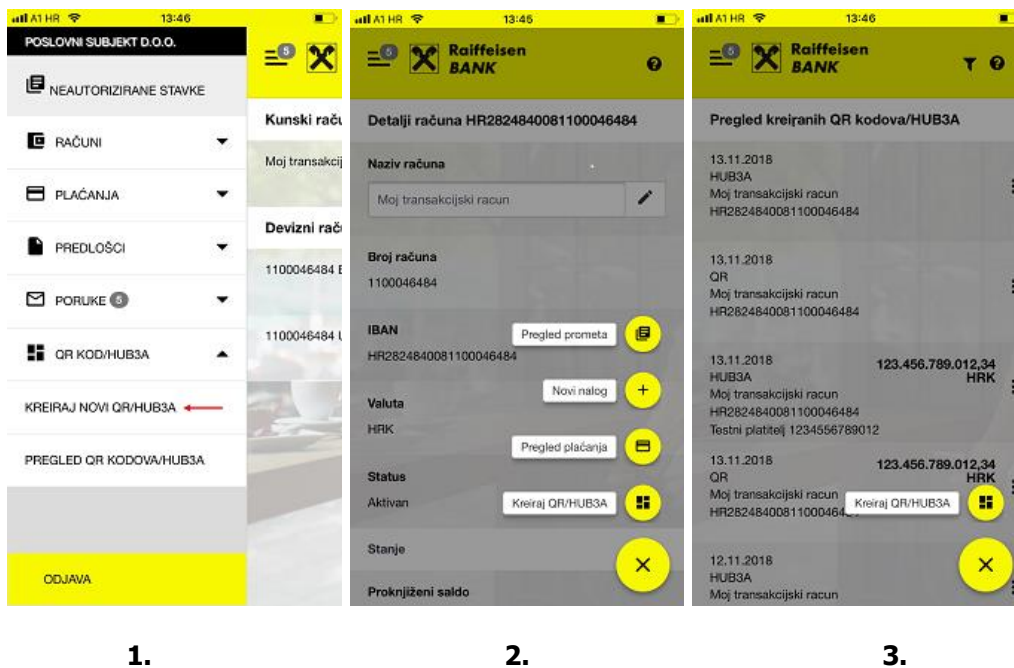 A1 HR 13:46
POSLOVNI SUBJEKT D.O.O.
NEAUTORIZIRANE STAVKE
RAČUNI
PLAĆANJA
PREDLOŠCI
PORUKE 5
QR KOD/HUB3A
KREIRAJ NOVI QR/HUB3A
PREGLED QR KODOVA/HUB3A
ODJAVA
5
Kunski raču
Moj transakcij
Devizni raču
1100046484 E
1100046484 U
1.
A1 HR 13:46
5 Raiffeisen
BANK
Detalji računa HR2824840081100046484
Naziv računa
Moj transakcijski racun
Broj računa
1100046484
IBAN
HR2824840081100046484
Pregled prometa
Novi nalog
Valuta
HRK
Pregled plaćanja
Status
Aktivan
Kreiraj QR/HUB3A
Stanje
Proknjiženi saldo
2.
A1 HR 13:46
5 Raiffeisen
BANK
Pregled kreiranih QR kodova/HUB3A
13.11.2018
HUB3A
Moj transakcijski racun
HR2824840081100046484
13.11.2018
QR
Moj transakcijski racun
HR2824840081100046484
13.11.2018 123.456.789.012,34
HUB3A HRK
Moj transakcijski racun
HR2824840081100046484
Testni platitelj 1234556789012
13.11.2018 123.456.789.012,34
QR HRK
Moj transakcijski racun
Kreiraj QR/HUB3A
12.11.2018
HUB3A
Moj transakcijski racun
3.